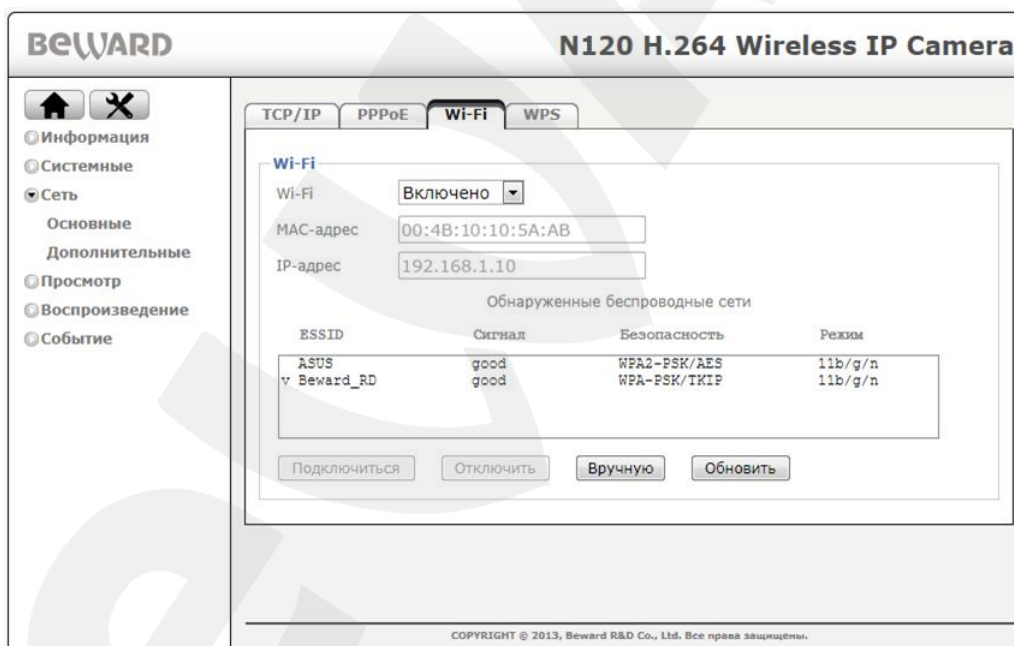 BEWARD
N120 H.264 Wireless IP Camera
TCP/IP PPPoE Wi-Fi WPS
Информация
Системные
Сеть
Основные
Дополнительные
Просмотр
Воспроизведение
Событие
Wi-Fi
Wi-Fi Включено
MAC-адрес 00:4B:10:10:5A:AB
IP-адрес 192.168.1.10
Обнаруженные беспроводные сети
ESSID Сигнал Безопасность Режим
ASUS good WPA2-PSK/AES 11b/g/n
v Beward_RD good WPA-PSK/TKIP 11b/g/n
Подключиться Отключить Вручную Обновить
COPYRIGHT © 2013, Beward R&D Co., Ltd. Все права защищены.